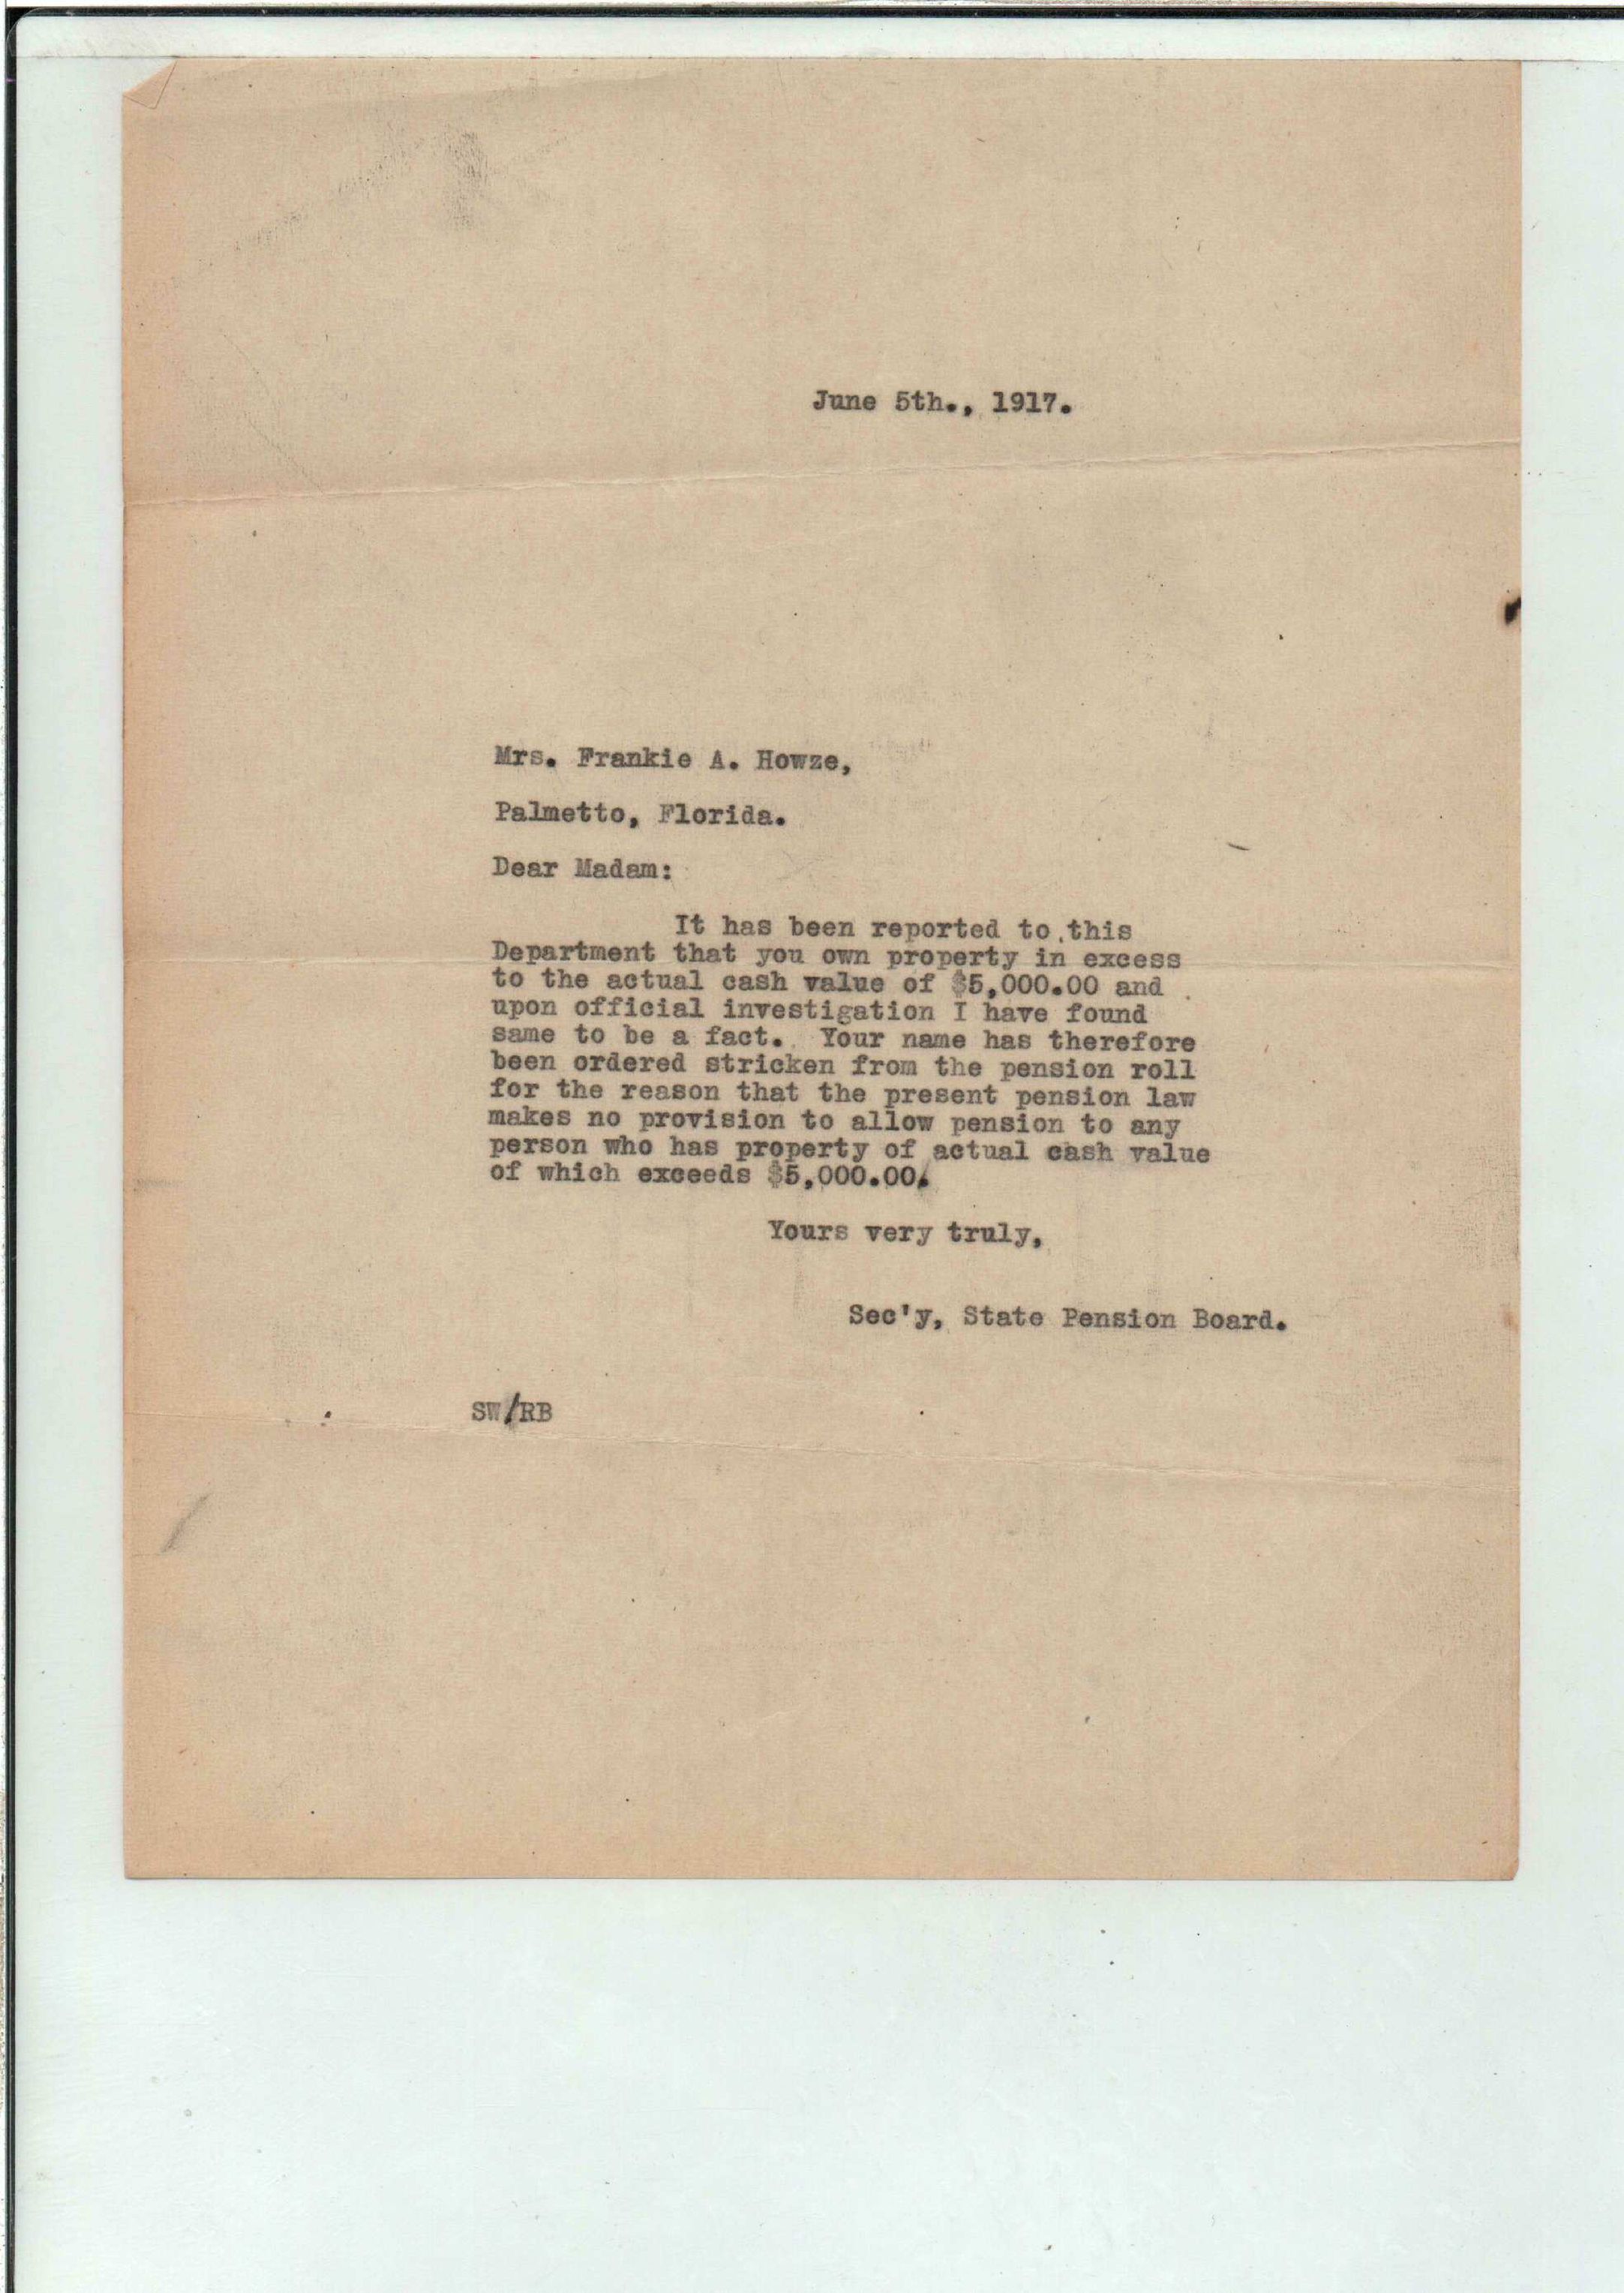 June 5th., 1917.
Mrs. Frankie A. Howze,
Palmetto, Florida.
Dear Madam:
It has been reported to this
Department that you own property in excess
to the actual cash value of $5,000.00 and
upon official investigation I have found
same to be a fact. Your name has therefore
been ordered stricken from the pension roll
for the reason that the present pension law
makes no provision to allow pension to any
person who has property of actual cash value
of which exceeds $5,000.00.
Yours very truly,
Sec'y, State Pension Board.
SW/RB